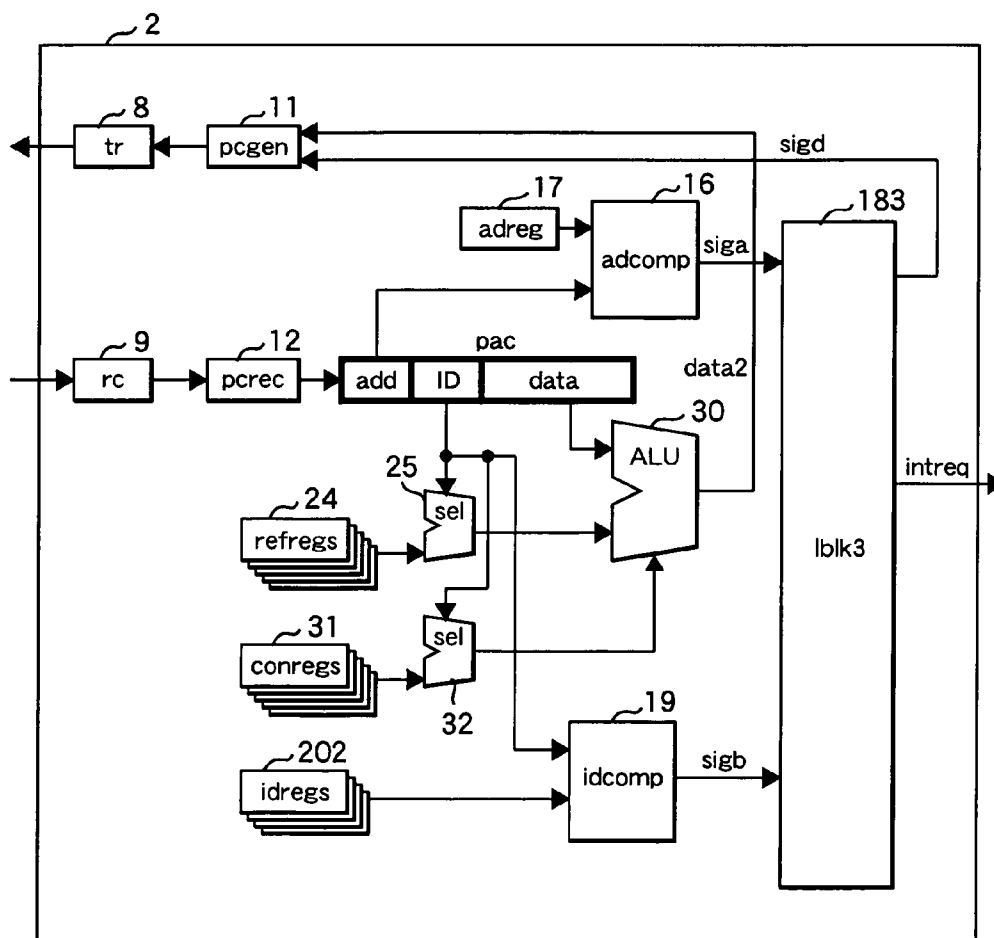 2
8
11
tr
pcgen
sigd
17
16
183
adreg
adcomp
siga
9
12
pac
rc
pcrec
add
ID
data
data2
30
ALU
25
sel
intreq
24
refregs
lblk3
31
sel
conregs
32
19
202
idregs
idcomp
sigb